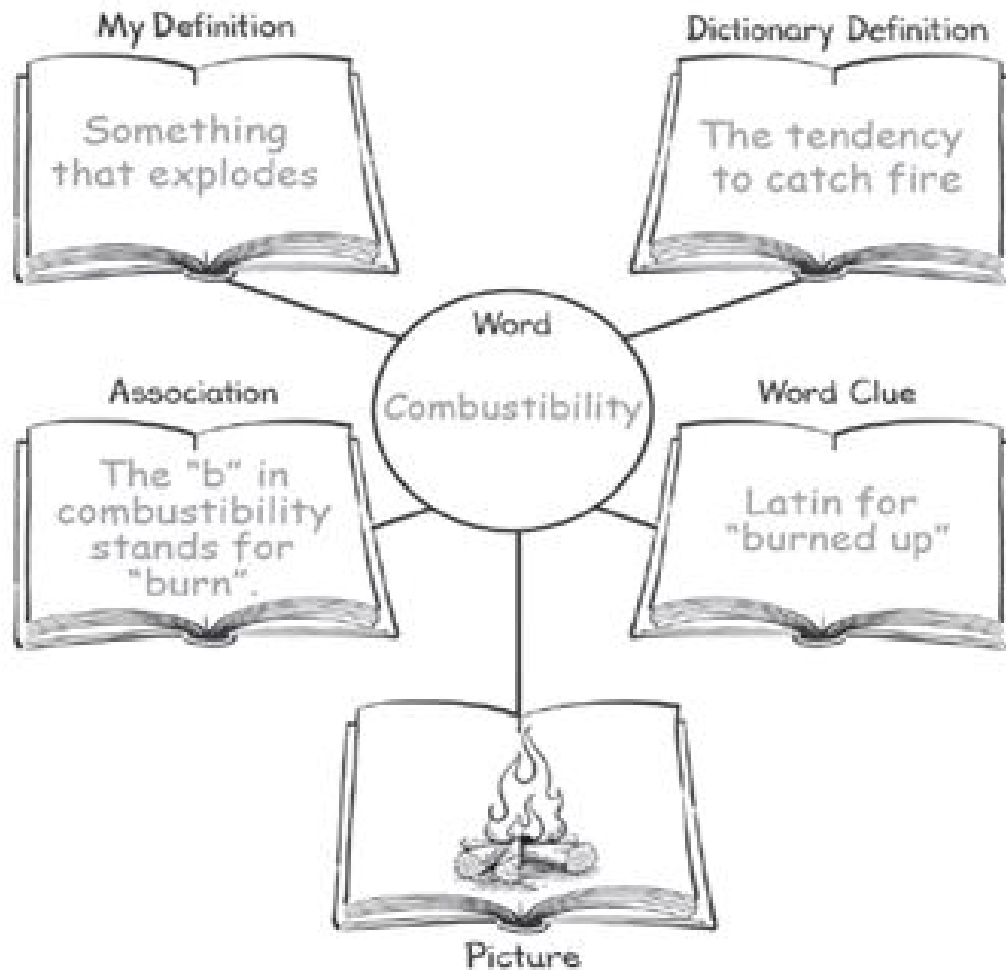 My Definition
Something
that explodes
Dictionary Definition
The tendency
to catch fire
Word
Combustibility
Association
The "b" in
combustibility
stands for
"burn".
Word Clue
Latin for
"burned up"
Picture